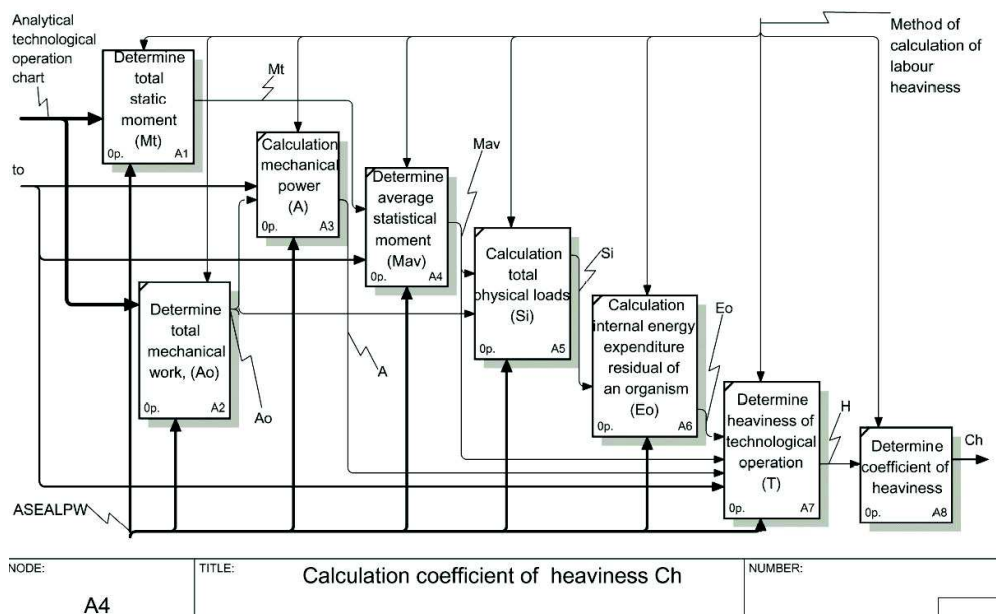 Analytical
technological
operation
chart
Method of
calculation of
labour
heaviness
Determine
total
static
moment
(Mt)
0p. A1
Mt
to
Calculation
mechanical
power
(A)
0p. A3
Mav
Determine
average
statistical
moment
(Mav)
0p. A4
Calculation
total
physical loads
(Si)
0p. A5
Si
Determine
total
mechanical
work, (Ao)
0p. A2
Ao
A
Calculation
internal energy
expenditure
residual of
an organism
(Eo)
0p. A6
Eo
Determine
heaviness of
technological
operation
(T)
0p. A7
H
Determine
coefficient of
heaviness
0p. A8
Ch
ASEALPW
NODE:
A4
TITLE:
Calculation coefficient of heaviness Ch
NUMBER: